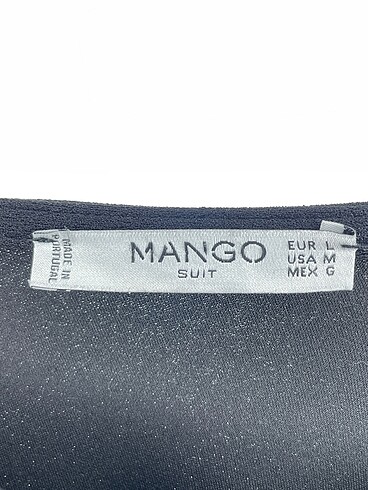 MADE IN
PORTUGAL
MANGO
SUIT
EUR L
USA M
MEX G